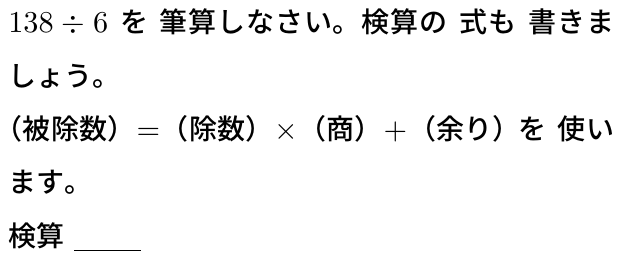 138 ÷ 6 を 筆算しなさい。検算の 式も 書きま
しょう。
（被除数）＝（除数）×（商）＋（余り）を 使い
ます。
検算 ____